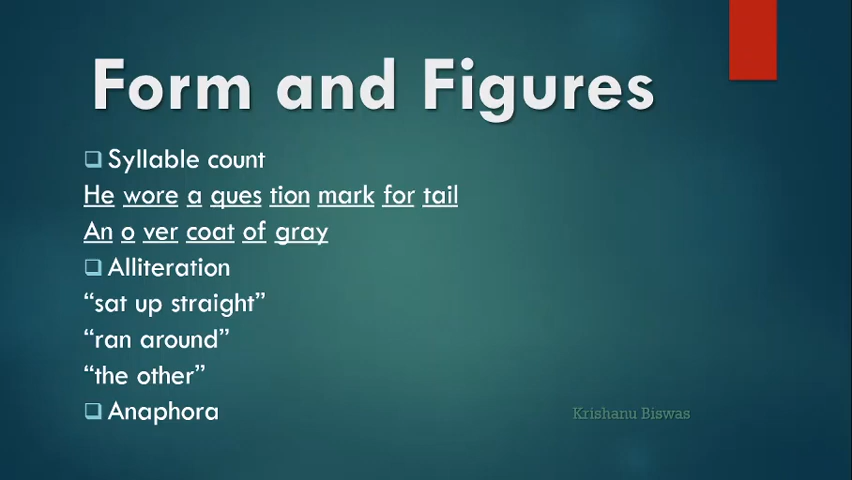 Form and Figures
Syllable count
He wore a ques tion mark for tail
An o ver coat of gray
Alliteration
“sat up straight”
“ran around”
“the other”
Anaphora
Krishanu Biswas